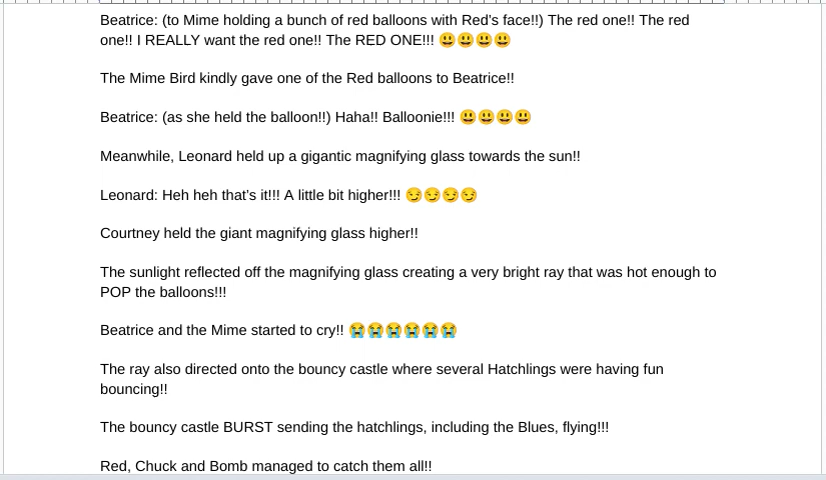 Beatrice: (to Mime holding a bunch of red balloons with Red's face!!) The red one!! The red
one!! I REALLY want the red one!! The RED ONE!!! 😃😃😃😃
The Mime Bird kindly gave one of the Red balloons to Beatrice!!
Beatrice: (as she held the balloon!!) Haha!! Balloonie!!! 😃😃😃😃
Meanwhile, Leonard held up a gigantic magnifying glass towards the sun!!
Leonard: Heh heh that's it!!! A little bit higher!!! 😏😏😏😏
Courtney held the giant magnifying glass higher!!
The sunlight reflected off the magnifying glass creating a very bright ray that was hot enough to
POP the balloons!!!
Beatrice and the Mime started to cry!! 😭😭😭😭😭😭
The ray also directed onto the bouncy castle where several Hatchlings were having fun
bouncing!!
The bouncy castle BURST sending the hatchlings, including the Blues, flying!!!
Red, Chuck and Bomb managed to catch them all!!